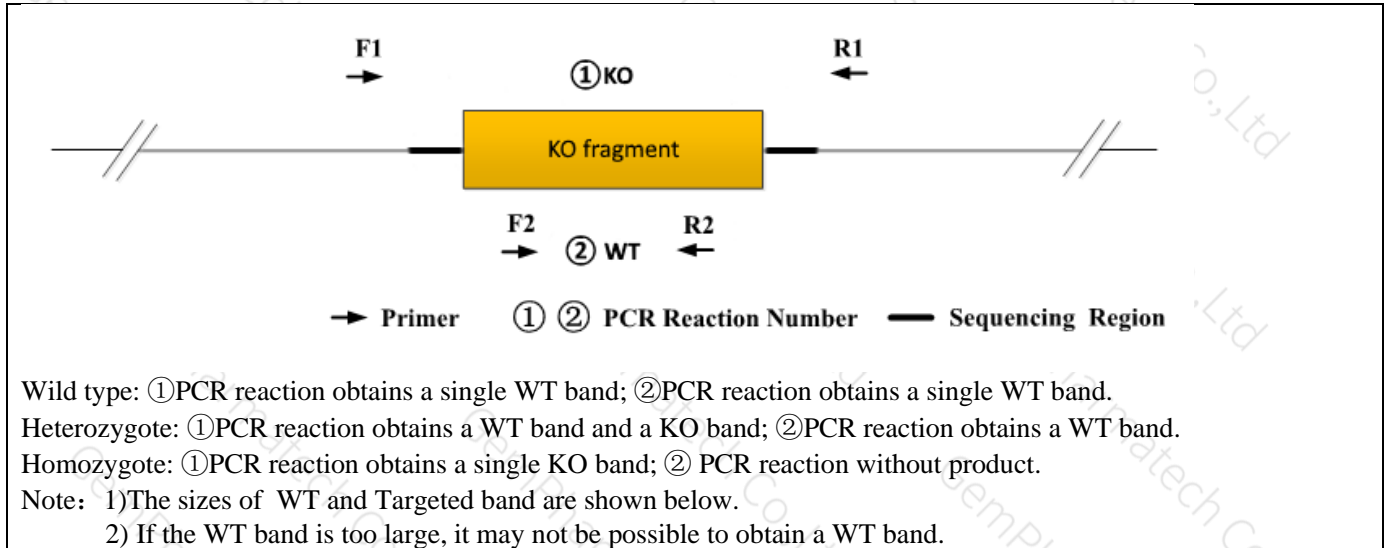 F1 R1
①KO
KO fragment
F2 R2
② WT
Primer ① ② PCR Reaction Number Sequencing Region
Wild type: ①PCR reaction obtains a single WT band; ②PCR reaction obtains a single WT band.
Heterozygote: ①PCR reaction obtains a WT band and a KO band; ②PCR reaction obtains a WT band.
Homozygote: ①PCR reaction obtains a single KO band; ② PCR reaction without product.
Note：1)The sizes of WT and Targeted band are shown below.
2) If the WT band is too large, it may not be possible to obtain a WT band.
Co.,Ltd
,Ltd